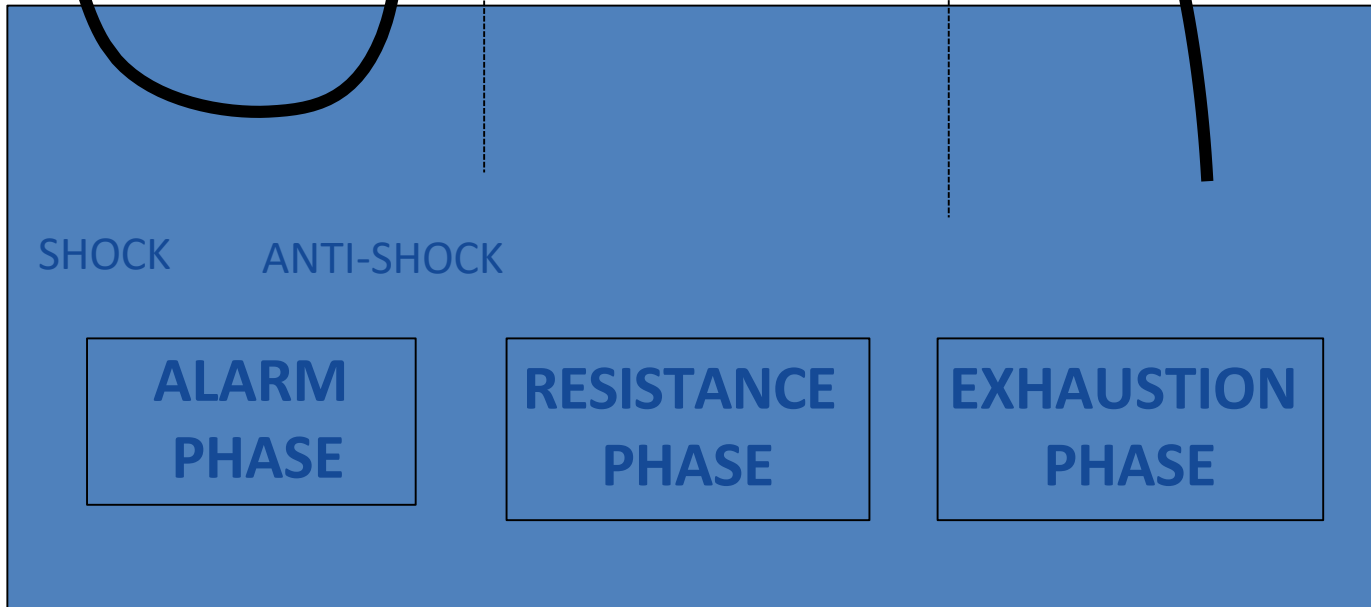 SHOCK
ANTI-SHOCK
ALARM
PHASE
RESISTANCE
PHASE
EXHAUSTION
PHASE